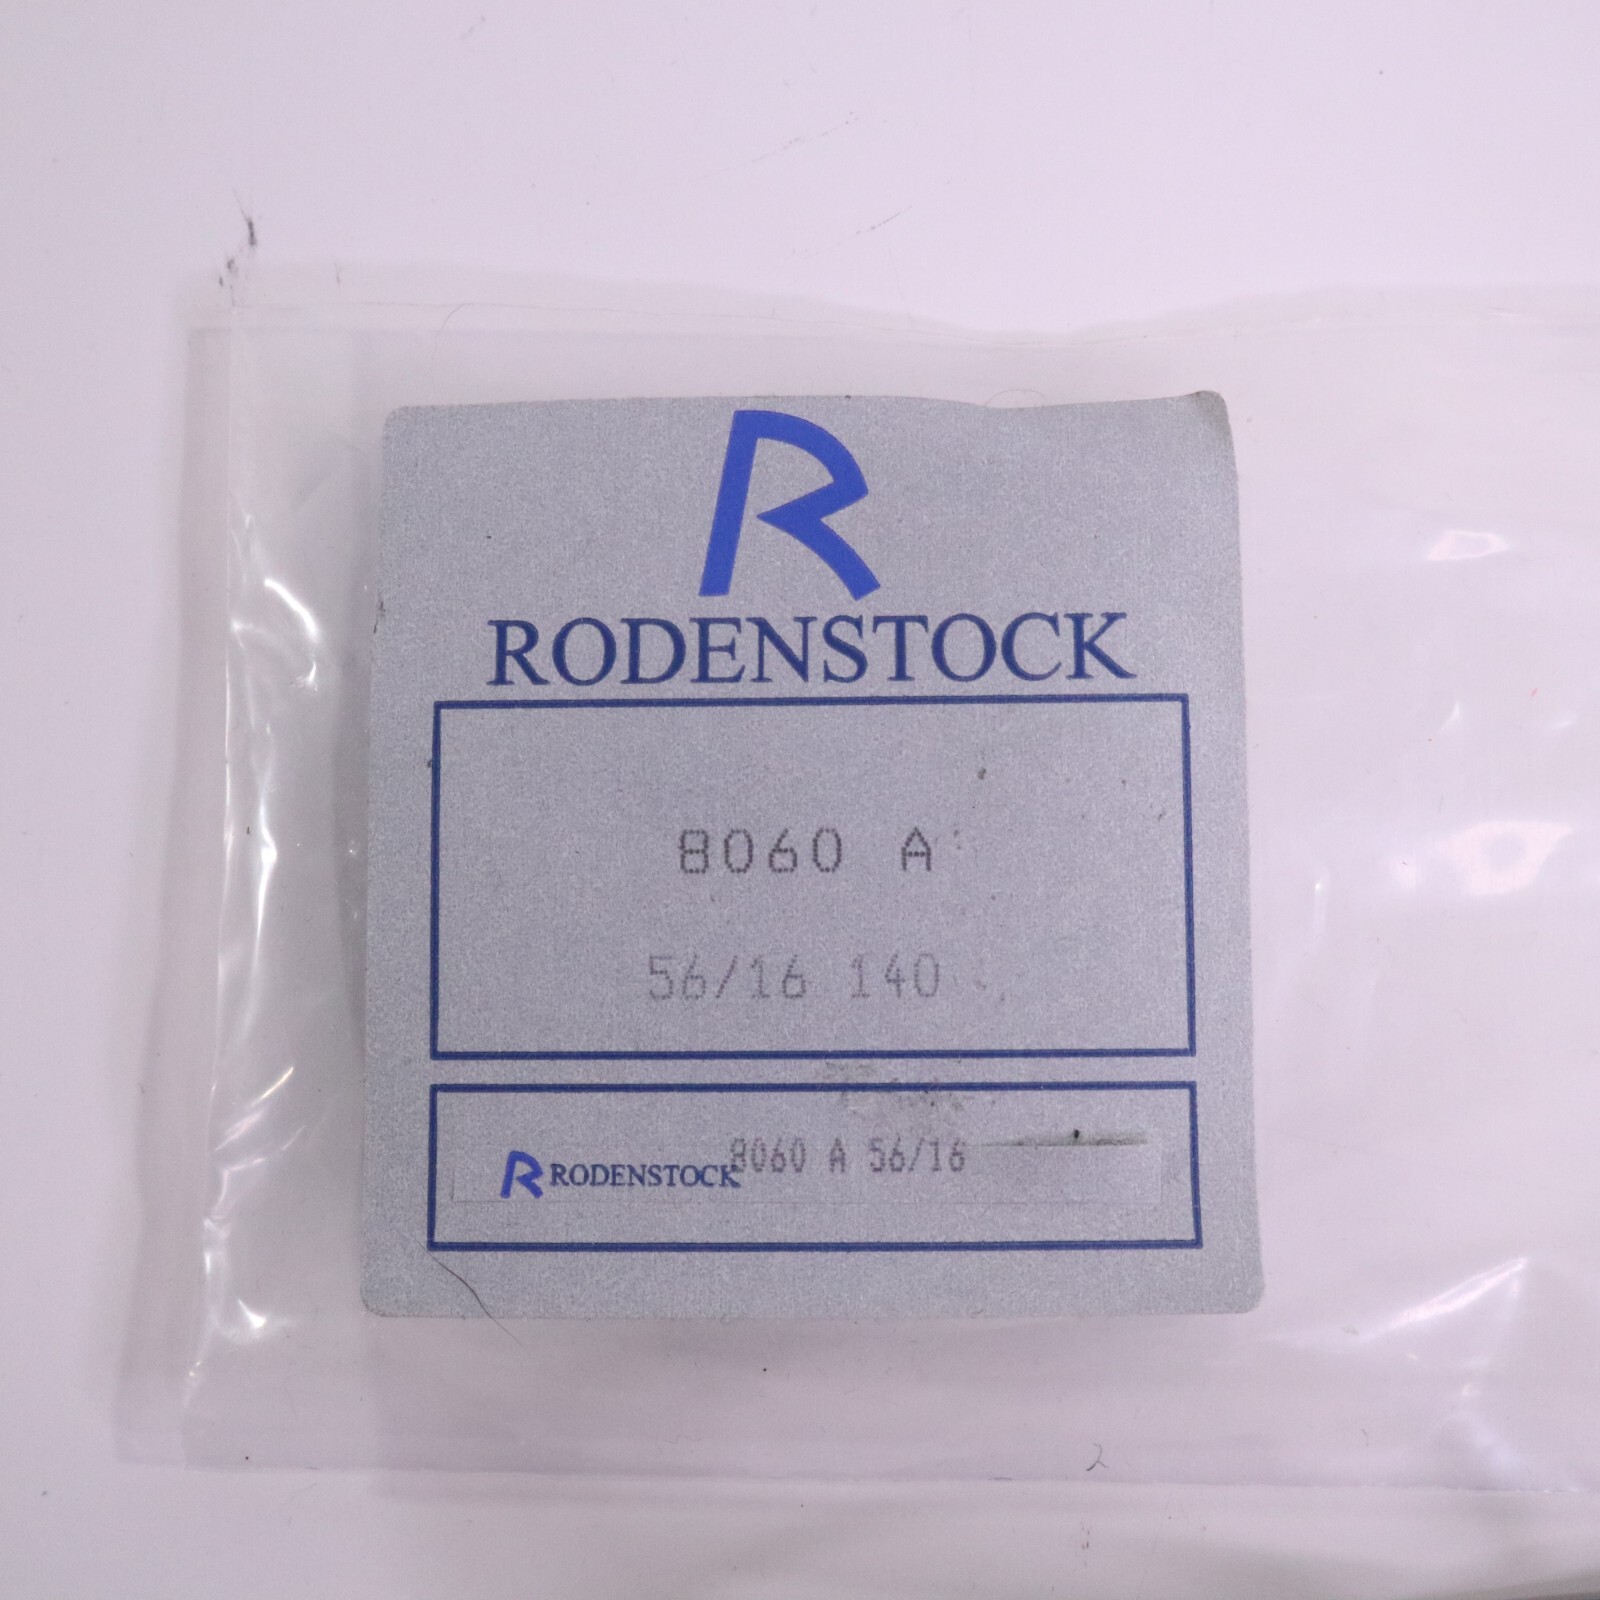 R
RODENSTOCK
8060 A
56/16 140
R RODENSTOCK 8060 A 56/16